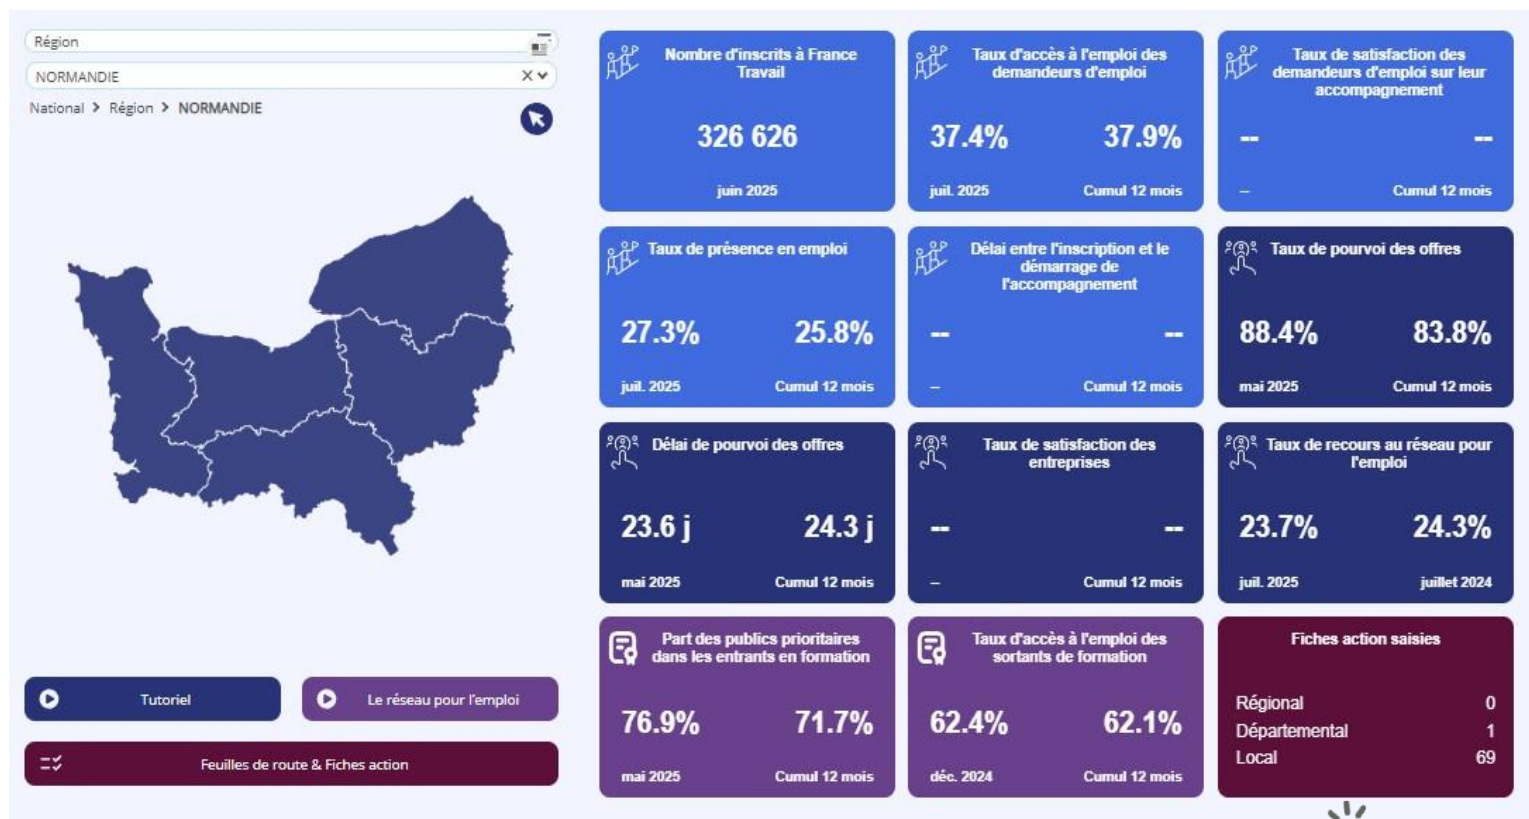 Région
NORMANDIE
National > Région > NORMANDIE
Tutoriel
Le réseau pour l'emploi
Feuilles de route & Fiches action
Nombre d'inscrits à France
Travail
326 626
juin 2025
Taux d'accès à l'emploi des
demandeurs d'emploi
37.4% 37.9%
juil. 2025 Cumul 12 mois
Taux de satisfaction des
demandeurs d'emploi sur leur
accompagnement
-- --
– Cumul 12 mois
Taux de présence en emploi
27.3% 25.8%
juil. 2025 Cumul 12 mois
Délai entre l'inscription et le
démarrage de
l'accompagnement
-- --
– Cumul 12 mois
Taux de pourvoi des offres
88.4% 83.8%
mai 2025 Cumul 12 mois
Délai de pourvoi des offres
23.6 j 24.3 j
mai 2025 Cumul 12 mois
Taux de satisfaction des
entreprises
-- --
– Cumul 12 mois
Taux de recours au réseau pour
l'emploi
23.7% 24.3%
juil. 2025 juillet 2024
Part des publics prioritaires
dans les entrants en formation
76.9% 71.7%
mai 2025 Cumul 12 mois
Taux d'accès à l'emploi des
sortants de formation
62.4% 62.1%
déc. 2024 Cumul 12 mois
Fiches action saisies
Régional 0
Départemental 1
Local 69